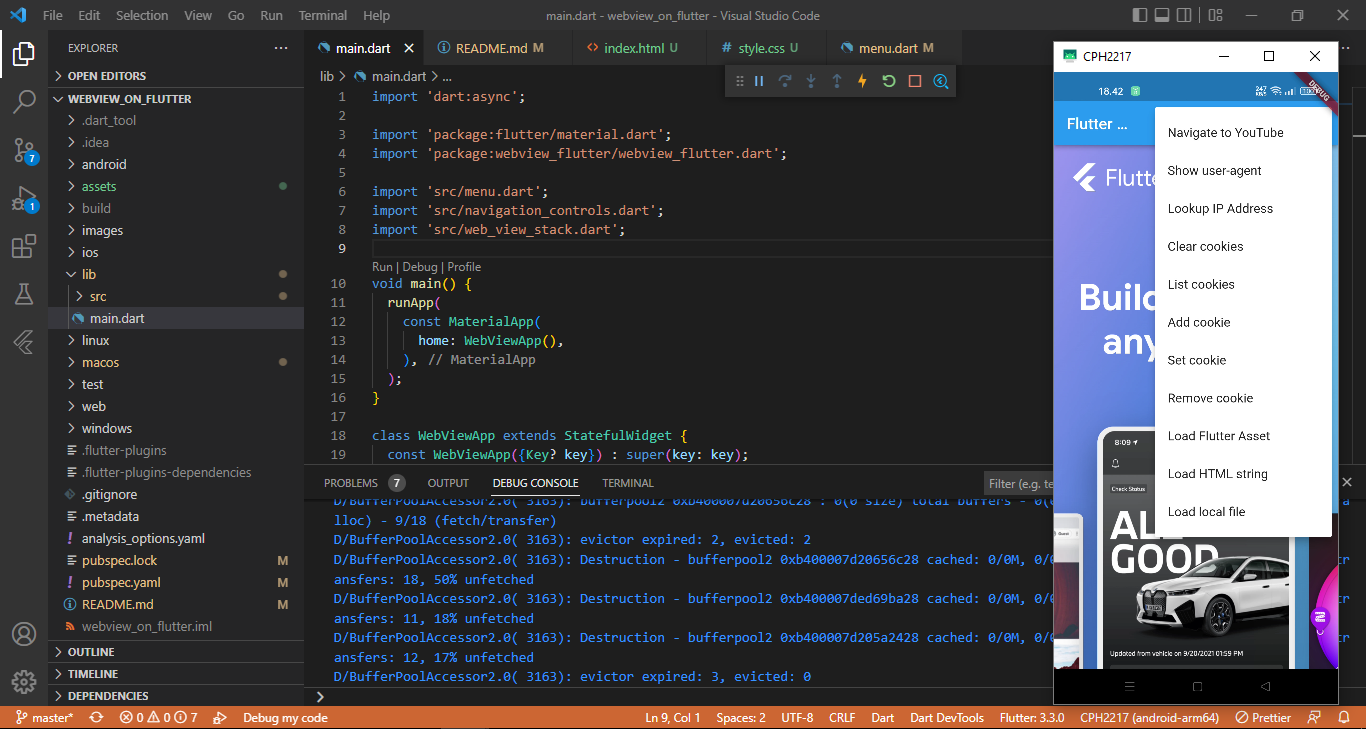 File Edit Selection View Go Run Terminal Help
main.dart - webview_on_flutter - Visual Studio Code
EXPLORER
OPEN EDITORS
WEBVIEW_ON_FLUTTER
.dart_tool
.idea
android
assets
build
images
ios
lib
src
main.dart
linux
macos
test
web
windows
.flutter-plugins
.flutter-plugins-dependencies
.gitignore
.metadata
analysis_options.yaml
pubspec.lock M
pubspec.yaml M
README.md M
webview_on_flutter.iml
OUTLINE
TIMELINE
DEPENDENCIES
7
1
main.dart README.md M index.html U style.css U menu.dart M
lib > main.dart > ...
1 import 'dart:async';
2
3 import 'package:flutter/material.dart';
4 import 'package:webview_flutter/webview_flutter.dart';
5
6 import 'src/menu.dart';
7 import 'src/navigation_controls.dart';
8 import 'src/web_view_stack.dart';
9
Run | Debug | Profile
10 void main() {
11 runApp(
12 const MaterialApp(
13 home: WebViewApp(),
14 ), // MaterialApp
15 );
16 }
17
18 class WebViewApp extends StatefulWidget {
19 const WebViewApp({Key? key}) : super(key: key);
PROBLEMS 7 OUTPUT DEBUG CONSOLE TERMINAL
Filter (e.g. te
D/BufferPoolAccessor2.0( 3163): bufferpool2 0xb400007d20656c28 : 0(0 size) total buffers - 0(
lloc) - 9/18 (fetch/transfer)
D/BufferPoolAccessor2.0( 3163): evictor expired: 2, evicted: 2
D/BufferPoolAccessor2.0( 3163): Destruction - bufferpool2 0xb400007d20656c28 cached: 0/0M, 0/0 tr
ansfers: 18, 50% unfetched
D/BufferPoolAccessor2.0( 3163): Destruction - bufferpool2 0xb400007ded69ba28 cached: 0/0M, 0/0 tr
ansfers: 11, 18% unfetched
D/BufferPoolAccessor2.0( 3163): Destruction - bufferpool2 0xb400007d205a2428 cached: 0/0M, 0/0 tr
ansfers: 12, 17% unfetched
D/BufferPoolAccessor2.0( 3163): evictor expired: 3, evicted: 0
CPH2217
18.42
DEBUG
Flutter ...
Navigate to YouTube
Show user-agent
Lookup IP Address
Clear cookies
List cookies
Add cookie
Set cookie
Remove cookie
Load Flutter Asset
Load HTML string
Load local file
Flutte
Build
any
8:09
Check Status
ALL
GOOD
Updated from vehicle on 9/20/2021 01:59 PM
master* 0 0 7 Debug my code Ln 9, Col 1 Spaces: 2 UTF-8 CRLF Dart Dart DevTools Flutter: 3.3.0 CPH2217 (android-arm64) Prettier